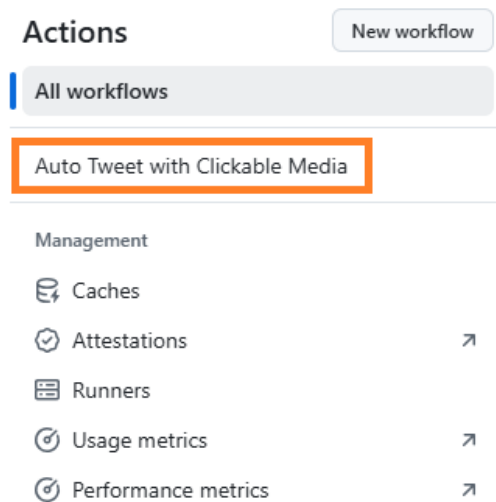 Actions
New workflow
All workflows
Auto Tweet with Clickable Media
Management
Caches
Attestations
Runners
Usage metrics
Performance metrics